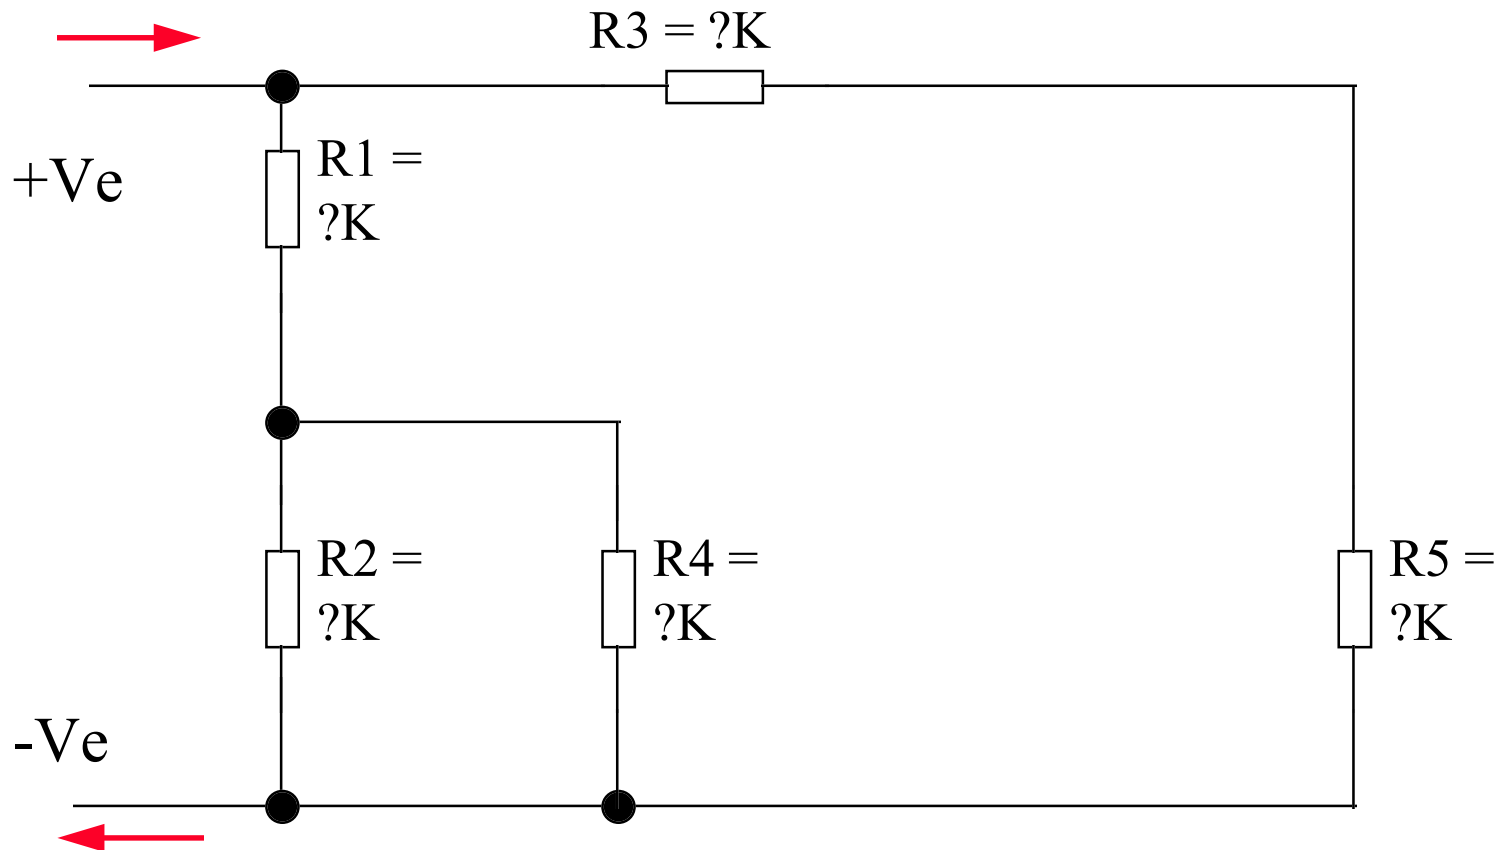 R3 = ?K
+Ve
R1 =
?K
R2 =
?K
R4 =
?K
R5 =
?K
-Ve